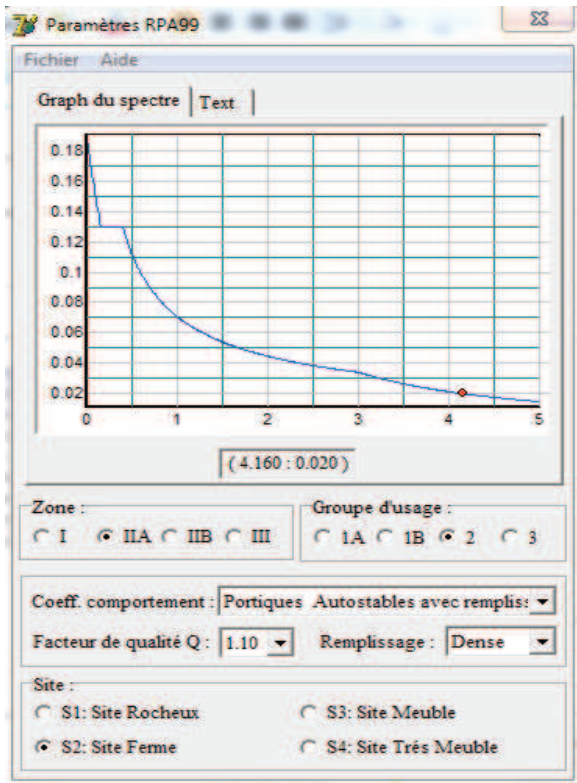 Paramètres RPA99
Fichier Aide
Graph du spectre Text
0.18
0.16
0.14
0.12
0.1
0.08
0.06
0.04
0.02
0 1 2 3 4 5
( 4.160 : 0.020 )
Zone :
I IIA IIB III
Groupe d'usage :
1A 1B 2 3
Coeff. comportement : Portiques Autostables avec remplis:
Facteur de qualité Q : 1.10 Remplissage : Dense
Site :
S1: Site Rocheux S3: Site Meuble
S2: Site Ferme S4: Site Trés Meuble